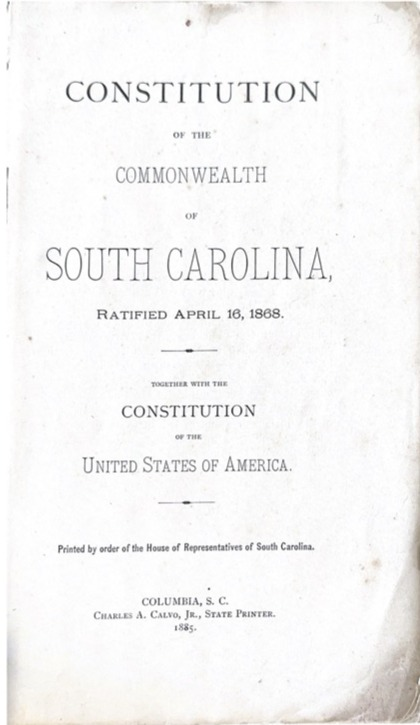 CONSTITUTION
OF THE
COMMONWEALTH
OF
SOUTH CAROLINA,
RATIFIED APRIL 16, 1868.
TOGETHER WITH THE
CONSTITUTION
OF THE
UNITED STATES OF AMERICA.
Printed by order of the House of Representatives of South Carolina.
COLUMBIA, S. C.
CHARLES A. CALVO, JR., STATE PRINTER.
1885.